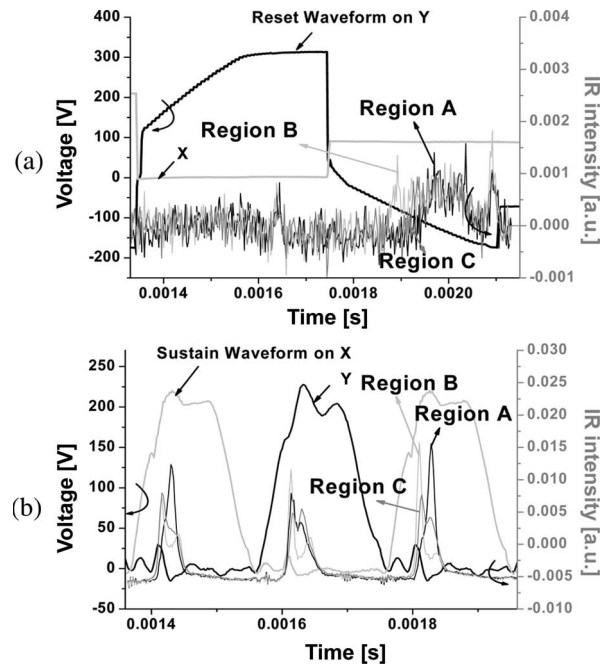 (a)
400
300
200
100
0
-100
-200
Voltage [V]
Reset Waveform on Y
X
Region B
Region A
Region C
0.004
0.003
0.002
0.001
0.000
-0.001
IR intensity [a.u.]
0.0014
0.0016
0.0018
0.0020
Time [s]
(b)
250
200
150
100
50
0
-50
Voltage [V]
Sustain Waveform on X
Y
Region B
Region A
Region C
0.030
0.025
0.020
0.015
0.010
0.005
0.000
-0.005
-0.010
IR intensity [a.u.]
0.0014
0.0016
0.0018
Time [s]